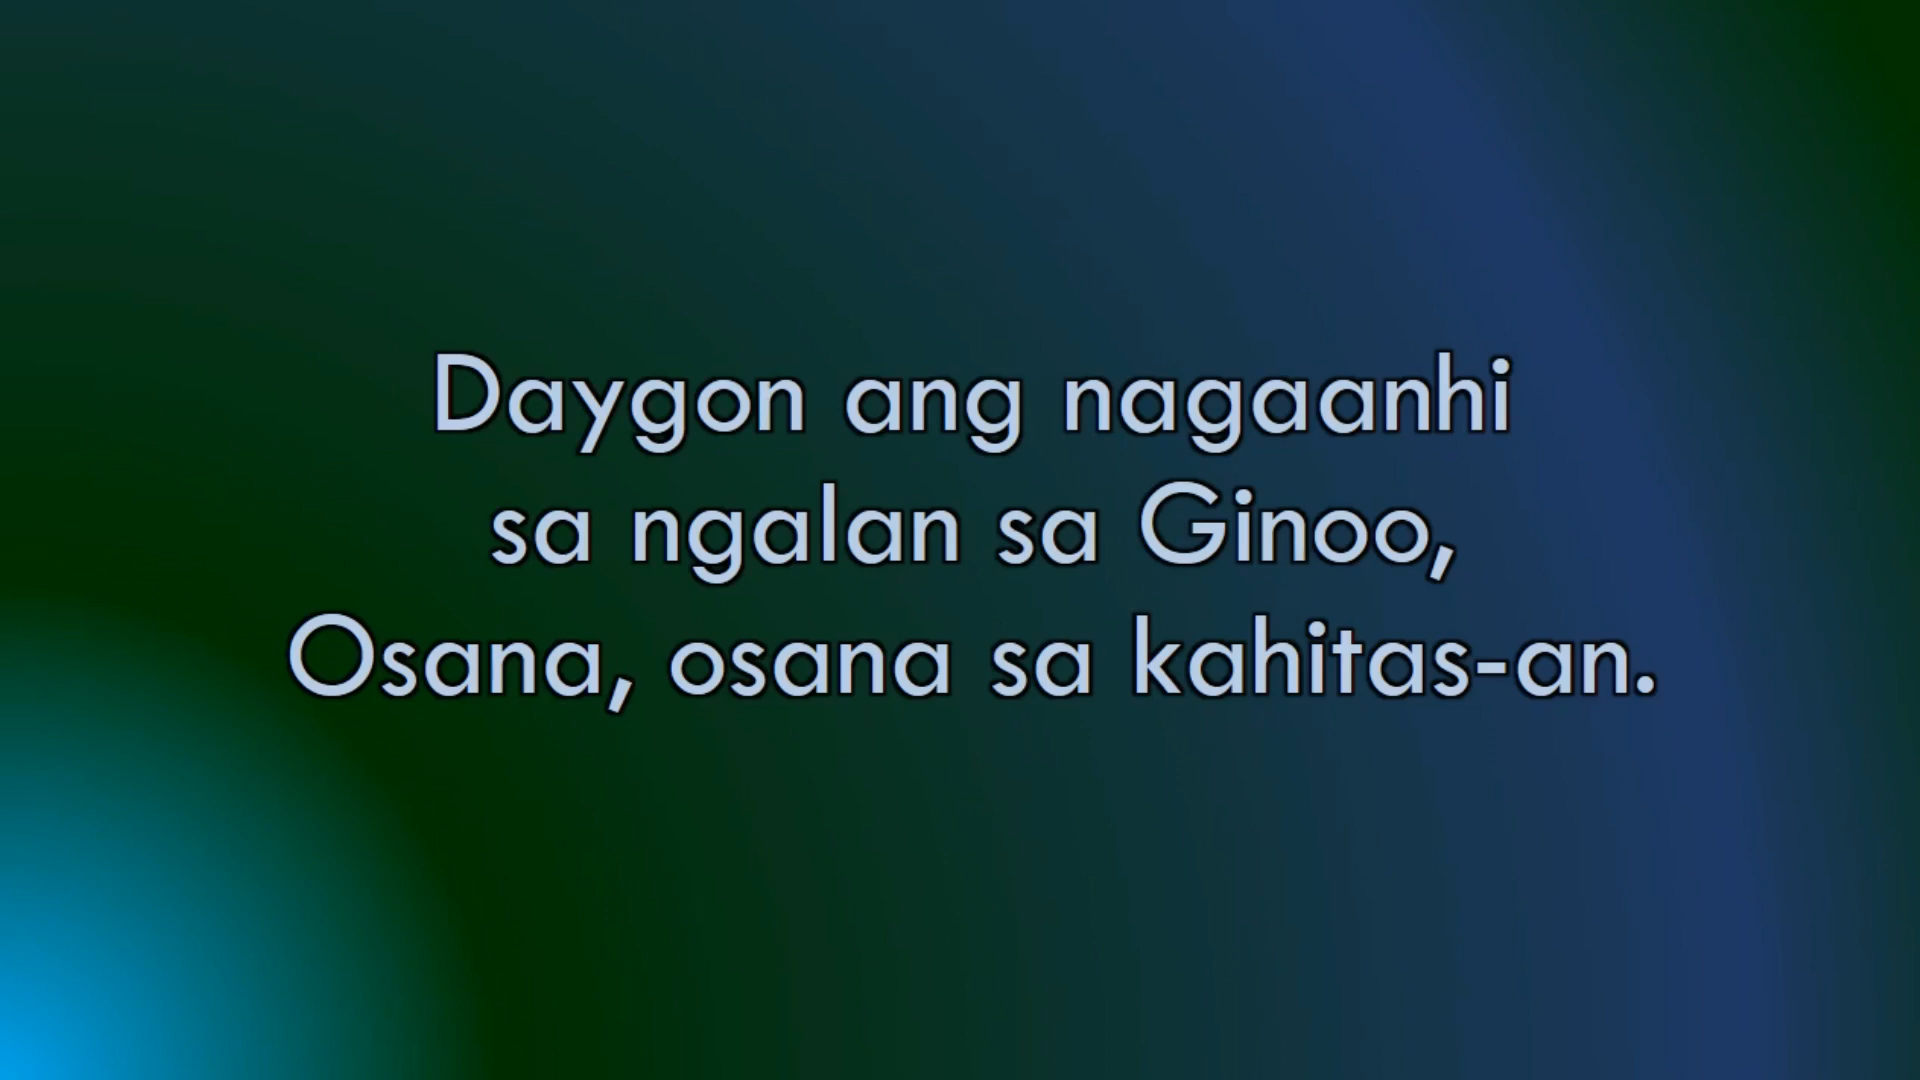 Daygon ang nagaanhi
sa ngalan sa Ginoo,
Osana, osana sa kahitas-an.